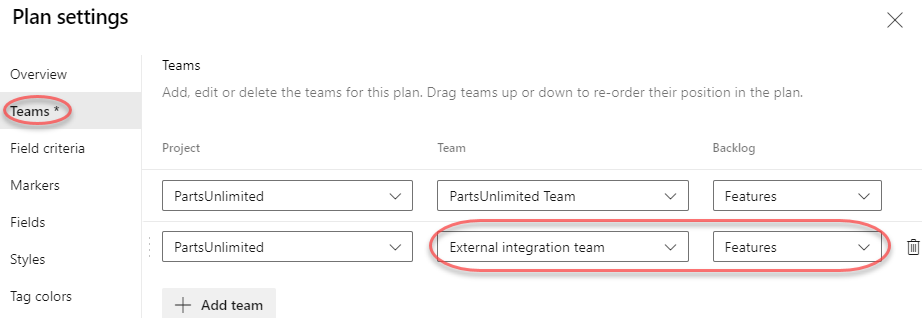 Plan settings
Overview
Teams *
Field criteria
Markers
Fields
Styles
Tag colors
Teams
Add, edit or delete the teams for this plan. Drag teams up or down to re-order their position in the plan.
Project Team Backlog
PartsUnlimited PartsUnlimited Team Features
PartsUnlimited External integration team Features
Add team